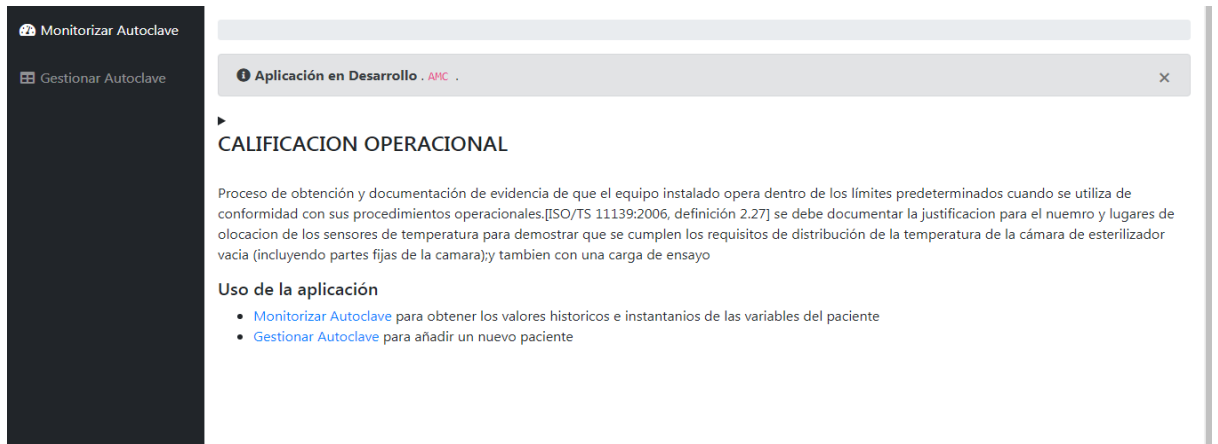 Monitorizar Autoclave
Gestionar Autoclave
Aplicación en Desarrollo . AMC .
CALIFICACION OPERACIONAL
Proceso de obtención y documentación de evidencia de que el equipo instalado opera dentro de los límites predeterminados cuando se utiliza de
conformidad con sus procedimientos operacionales.[ISO/TS 11139:2006, definición 2.27] se debe documentar la justificacion para el nuemro y lugares de
olocacion de los sensores de temperatura para demostrar que se cumplen los requisitos de distribución de la temperatura de la cámara de esterilizador
vacia (incluyendo partes fijas de la camara);y tambien con una carga de ensayo
Uso de la aplicación
Monitorizar Autoclave para obtener los valores historicos e instantanios de las variables del paciente
Gestionar Autoclave para añadir un nuevo paciente